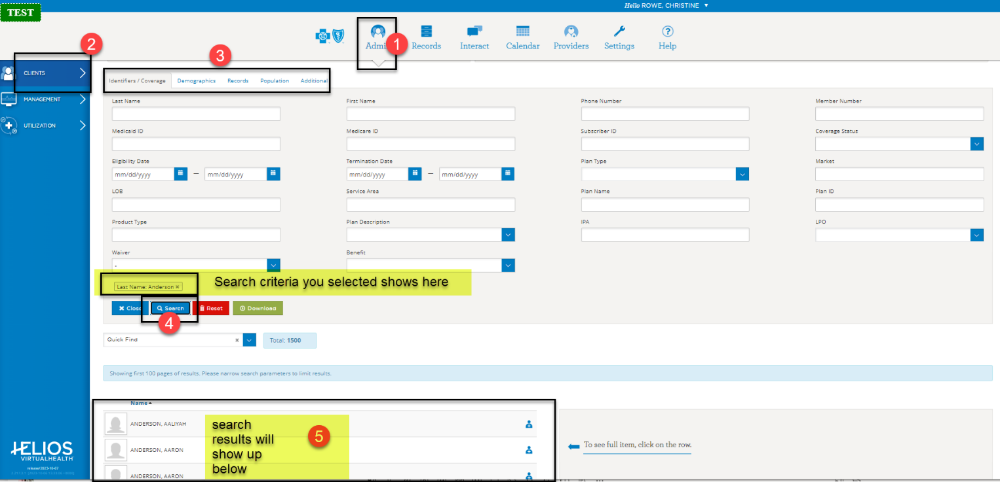 TEST
Hello ROWE, CHRISTINE
Admi
1
Records
Interact
Calendar
Providers
Settings
Help
2
3
CLIENTS
MANAGEMENT
UTILIZATION
Identifiers / Coverage Demographics Records Population Additional
Last Name First Name Phone Number Member Number
Medicaid ID Medicare ID Subscriber ID Coverage Status
Eligibility Date Termination Date Plan Type Market
mm/dd/yyyy — mm/dd/yyyy mm/dd/yyyy — mm/dd/yyyy
LOB Service Area Plan Name Plan ID
Product Type Plan Description IPA LPO
Waiver Benefit
-
Last Name: Anderson × Search criteria you selected shows here
Close Search Reset Download
4
Quick Find × Total: 1500
Showing first 100 pages of results. Please narrow search parameters to limit results.
Name
ANDERSON, AALIYAH
ANDERSON, AARON
ANDERSON, AARON
search
results will
show up
below
5
To see full item, click on the row.
HELIOS
VIRTUALHEALTH
release/2023-10-07